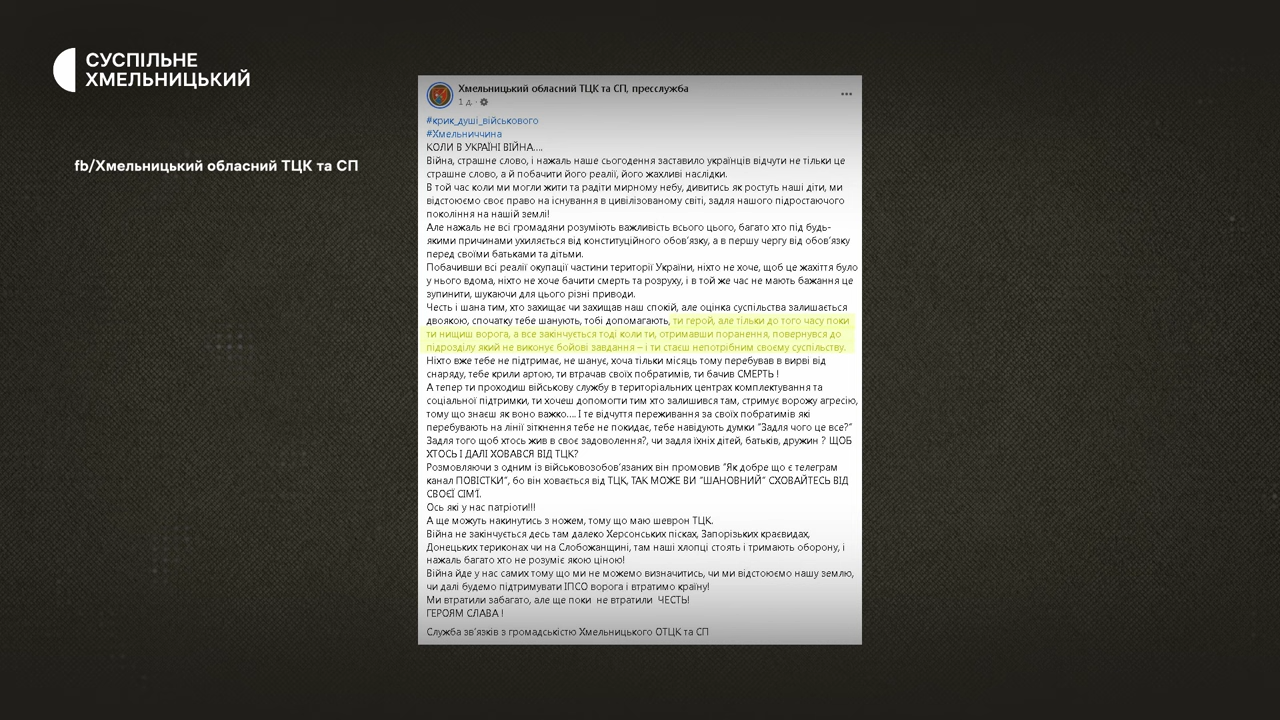 СУСПІЛЬНЕ
ХМЕЛЬНИЦЬКИЙ
fb/Хмельницький обласний ТЦК та СП
Хмельницький обласний ТЦК та СП, пресслужба
1 д. ·
#крик_душі_військового
#Хмельниччина
КОЛИ В УКРАЇНІ ВІЙНА….
Війна, страшне слово, і нажаль наше сьогодення заставило українців відчути не тільки це
страшне слово, а й побачити його реалії, його жахливі наслідки.
В той час коли ми могли жити та радіти мирному небу, дивитись як ростуть наші діти, ми
відстоюємо своє право на існування в цивілізованому світі, задля нашого підростаючого
покоління на нашій землі!
Але нажаль не всі громадяни розуміють важливість всього цього, багато хто під будь-
якими причинами ухиляється від конституційного обов’язку, а в першу чергу від обов’язку
перед своїми батьками та дітьми.
Побачивши всі реалії окупації частини території України, ніхто не хоче, щоб це жахіття було
у нього вдома, ніхто не хоче бачити смерть та розруху, і в той же час не мають бажання це
зупинити, шукаючи для цього різні приводи.
Честь і шана тим, хто захищає чи захищав наш спокій, але оцінка суспільства залишається
двоякою, спочатку тебе шанують, тобі допомагають, ти герой, але тільки до того часу поки
ти нищиш ворога, а все закінчується тоді коли ти, отримавши поранення, повернувся до
підрозділу який не виконує бойові завдання – і ти стаєш непотрібним своєму суспільству.
Ніхто вже тебе не підтримає, не шанує, хоча тільки місяць тому перебував в вирві від
снаряду, тебе крили артою, ти втрачав своїх побратимів, ти бачив СМЕРТЬ !
А тепер ти проходиш військову службу в територіальних центрах комплектування та
соціальної підтримки, ти хочеш допомогти тим хто залишився там, стримує ворожу агресію,
тому що знаєш як воно важко…. І те відчуття переживання за своїх побратимів які
перебувають на лінії зіткнення тебе не покидає, тебе навідують думки “Задля чого це все?”
Задля того щоб хтось жив в своє задоволення?, чи задля їхніх дітей, батьків, дружин ? ЩОБ
ХТОСЬ І ДАЛІ ХОВАВСЯ ВІД ТЦК?
Розмовляючи з одним із військовозобов’язаних він промовив “Як добре що є телеграм
канал ПОВІСТКИ”, бо він ховається від ТЦК, ТАК МОЖЕ ВИ “ШАНОВНИЙ” СХОВАЙТЕСЬ ВІД
СВОЄЇ СІМ’Ї.
Ось які у нас патріоти!!!
А ще можуть накинутись з ножем, тому що маю шеврон ТЦК.
Війна не закінчується десь там далеко Херсонських пісках, Запорізьких краєвидах,
Донецьких териконах чи на Слобожанщині, там наші хлопці стоять і тримають оборону, і
нажаль багато хто не розуміє якою ціною!
Війна йде у нас самих тому що ми не можемо визначитись, чи ми відстоюємо нашу землю,
чи далі будемо підтримувати ІПСО ворога і втратимо країну!
Ми втратили забагато, але ще поки не втратили ЧЕСТЬ!
ГЕРОЯМ СЛАВА !
Служба зв’язків з громадськістю Хмельницького ОТЦК та СП